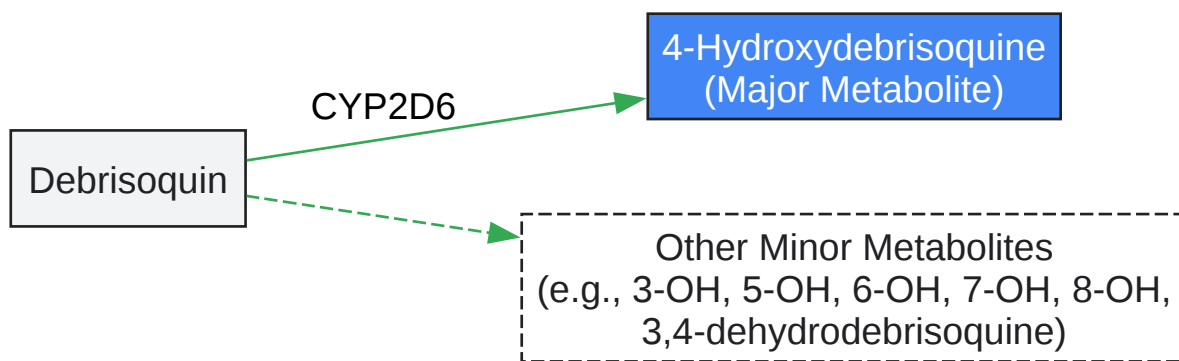 4-Hydroxydebrisoquine
(Major Metabolite)
CYP2D6
Debrisoquin
Other Minor Metabolites
(e.g., 3-OH, 5-OH, 6-OH, 7-OH, 8-OH,
3,4-dehydrodebrisoquine)